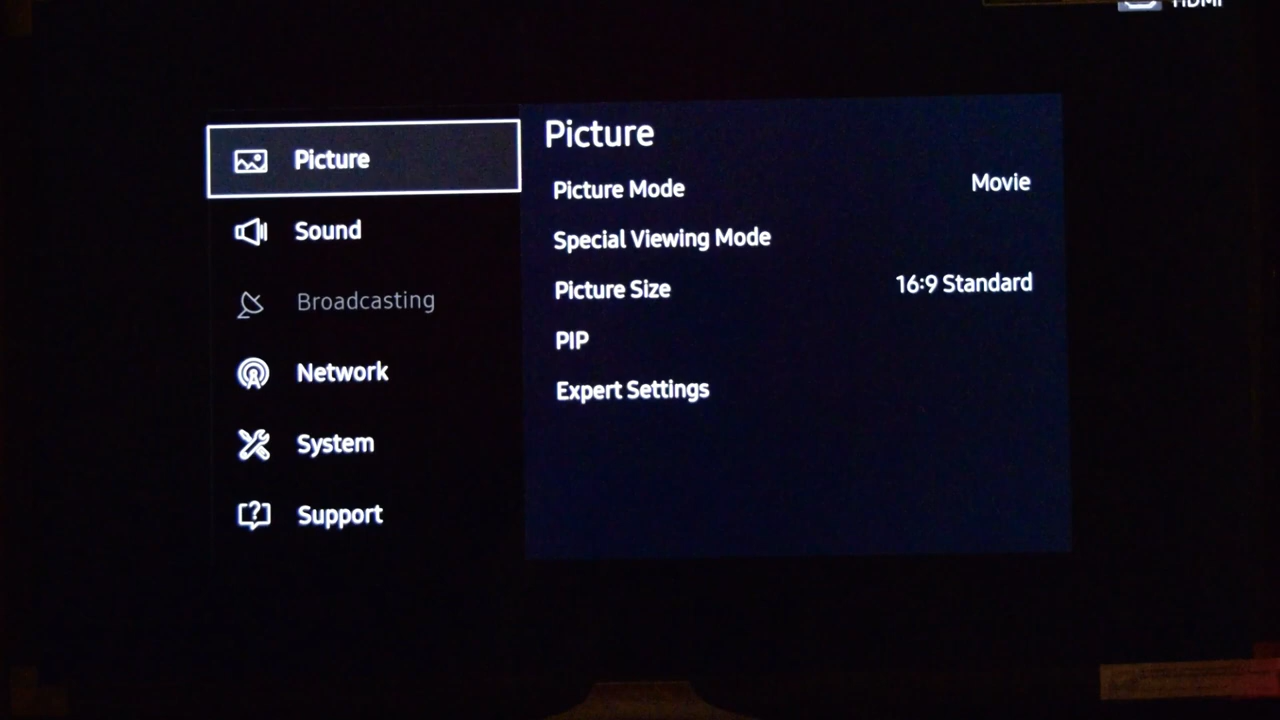 HDMI
Picture
Sound
Broadcasting
Network
System
Support
Picture
Picture Mode Movie
Special Viewing Mode
Picture Size 16:9 Standard
PIP
Expert Settings